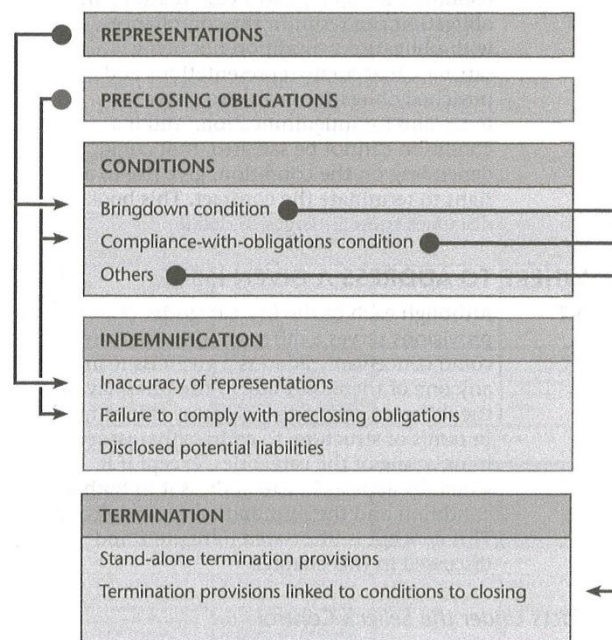 REPRESENTATIONS
PRECLOSING OBLIGATIONS
CONDITIONS
Bringdown condition
Compliance-with-obligations condition
Others
INDEMNIFICATION
Inaccuracy of representations
Failure to comply with preclosing obligations
Disclosed potential liabilities
TERMINATION
Stand-alone termination provisions
Termination provisions linked to conditions to closing